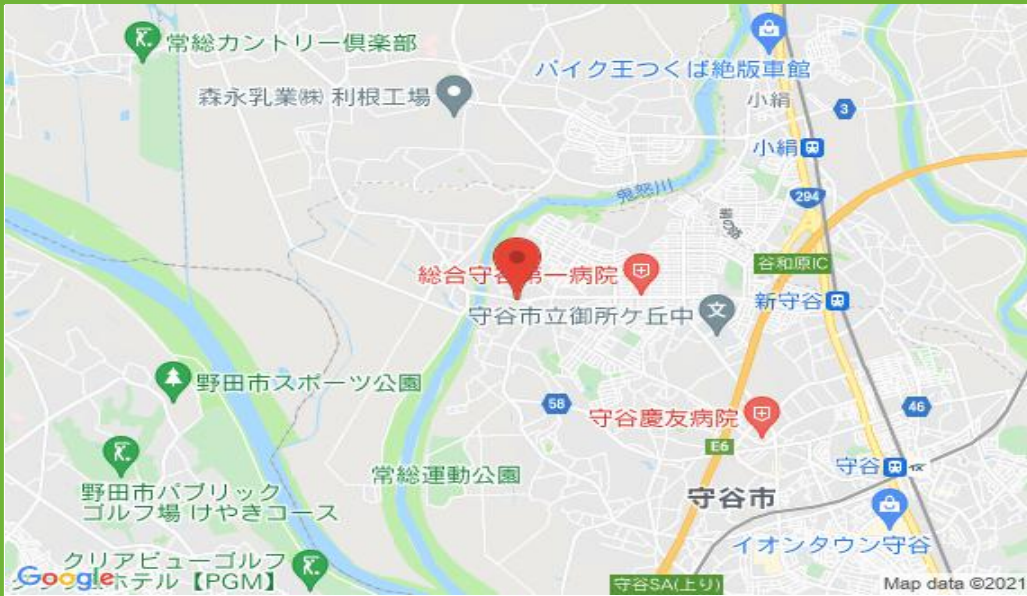 常総カントリー倶楽部
バイク王つくば絶版車館
森永乳業㈱ 利根工場
小絹
3
小絹
鬼怒川
294
総合守谷第一病院
谷和原IC
守谷市立御所ケ丘中
新守谷
野田市スポーツ公園
58
46
守谷慶友病院
E6
守谷
常総運動公園
野田市パブリック
ゴルフ場 けやきコース
守谷市
イオンタウン守谷
クリアビューゴルフ
ホテル【PGM】
Google
守谷SA(上り)
Map data ©2021